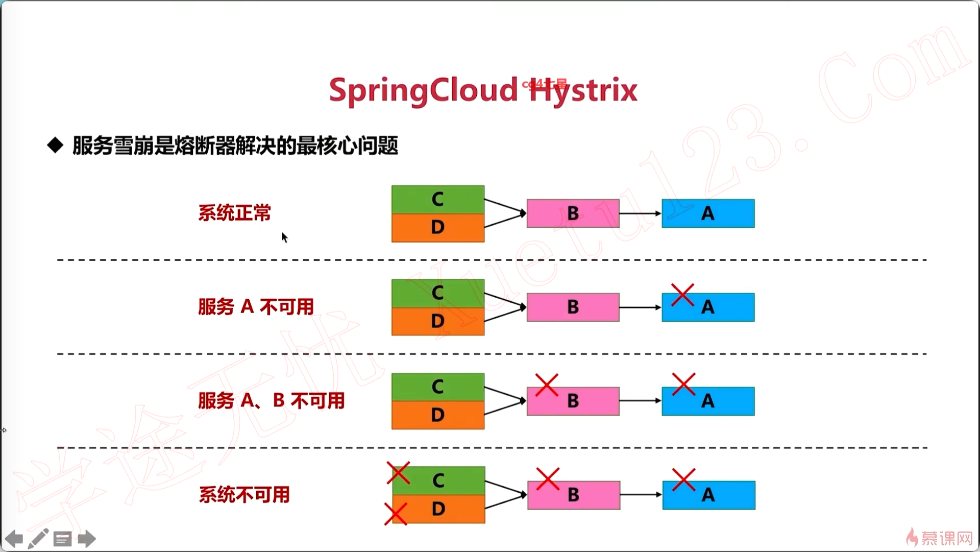 SpringCloud Hystrix
◆ 服务雪崩是熔断器解决的最核心问题
系统正常
C
D
B
A
服务 A 不可用
C
D
B
A
服务 A、B 不可用
C
D
B
A
系统不可用
C
D
B
A
学途无忧 Xuetu123.Com
慕课网